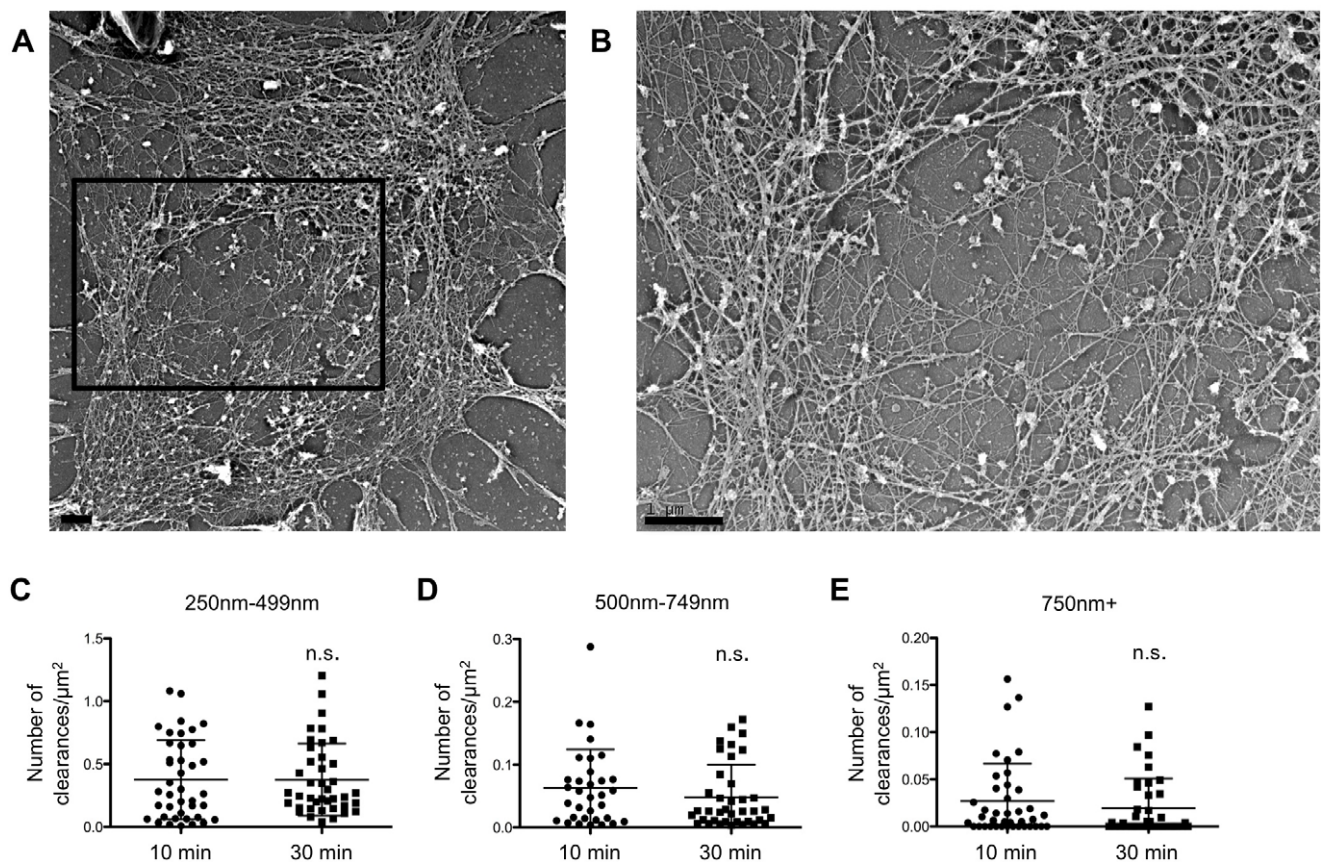 A
B
1 µm
C
250nm-499nm
D
500nm-749nm
E
750nm+
Number of
clearances/µm²
1.5
1.0
0.5
0.0
n.s.
10 min
30 min
Number of
clearances/µm²
0.3
0.2
0.1
0.0
n.s.
10 min
30 min
Number of
clearances/µm²
0.20
0.15
0.10
0.05
0.00
n.s.
10 min
30 min